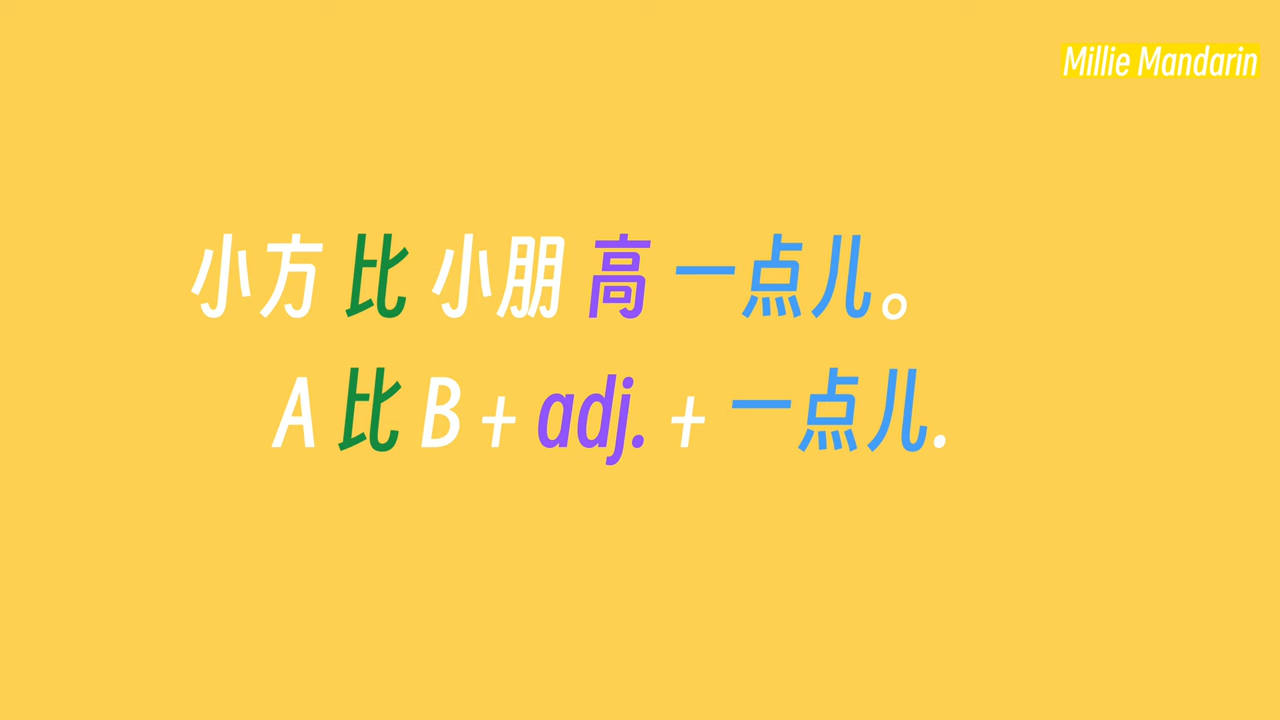 Millie Mandarin
小方 比 小朋 高 一点儿。
A 比 B + adj. + 一点儿.